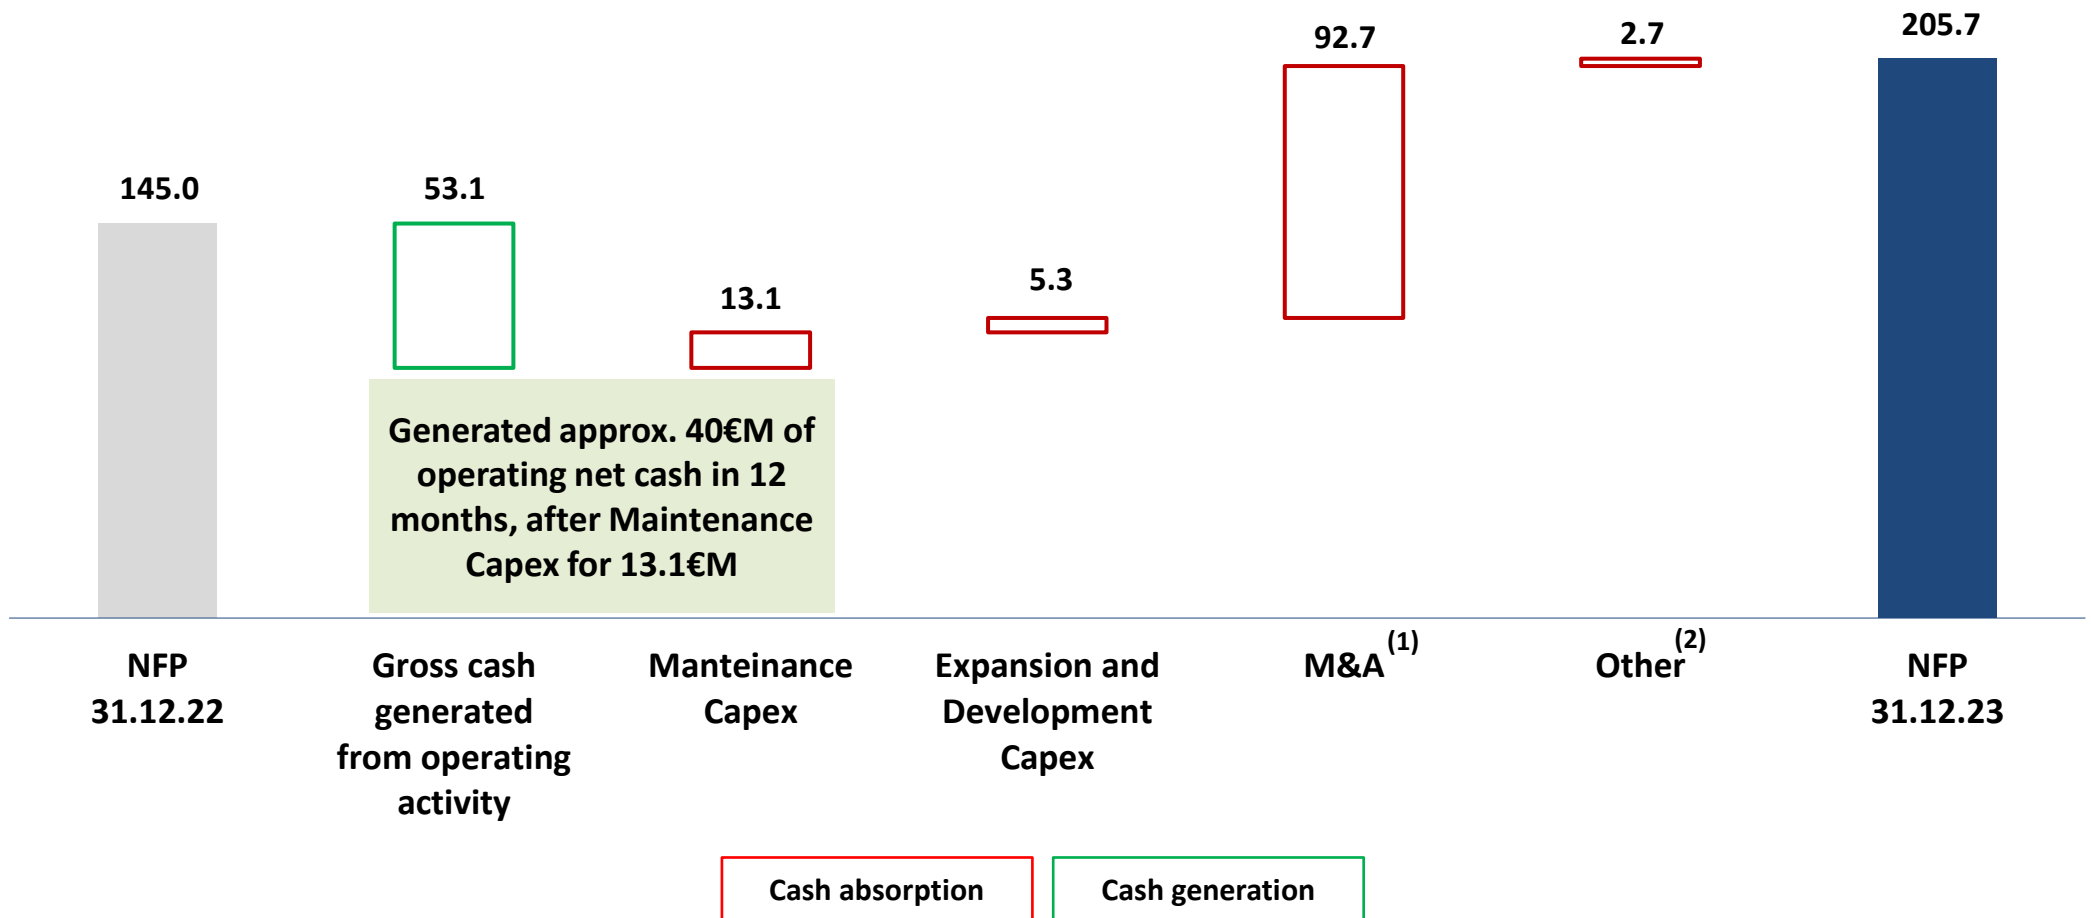 145.0
53.1
13.1
5.3
92.7
2.7
205.7
Generated approx. 40€M of
operating net cash in 12
months, after Maintenance
Capex for 13.1€M
NFP
31.12.22
Gross cash
generated
from operating
activity
Manteinance
Capex
Expansion and
Development
Capex
M&A(1)
Other(2)
NFP
31.12.23
Cash absorption
Cash generation